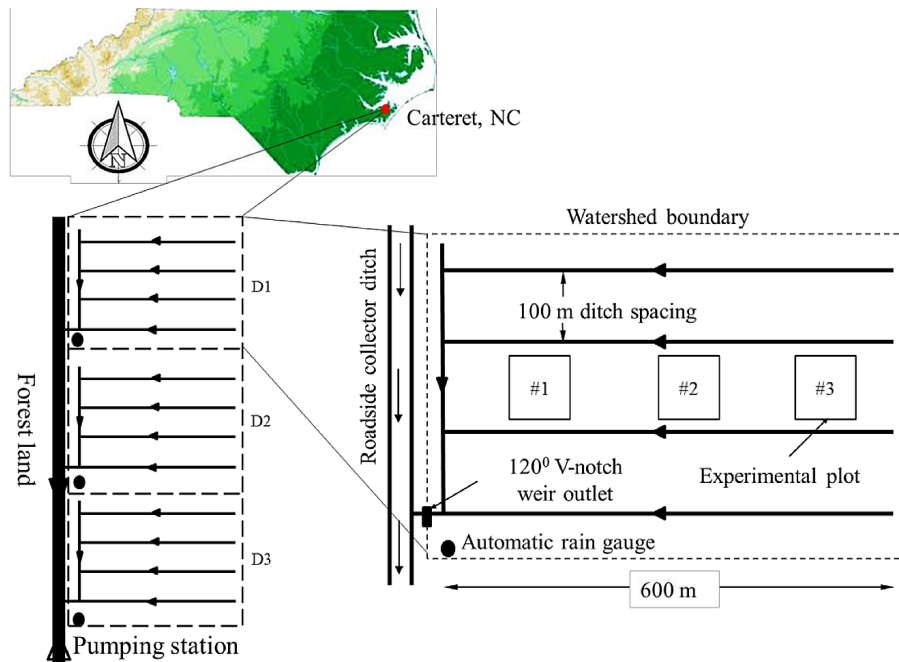 N
Carteret, NC
Forest land
D1
D2
D3
Pumping station
Watershed boundary
Roadside collector ditch
100 m ditch spacing
#1
#2
#3
Experimental plot
120⁰ V-notch
weir outlet
Automatic rain gauge
600 m